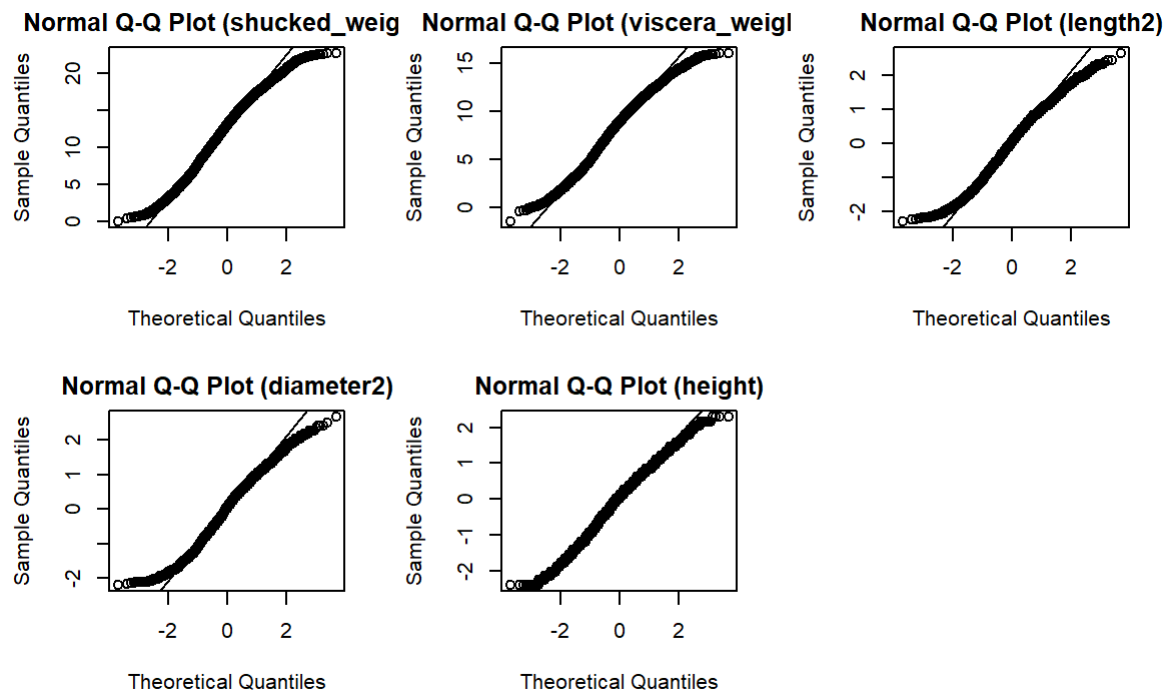 Normal Q-Q Plot (shucked_weig
Sample Quantiles
0
5
10
20
-2
0
2
Theoretical Quantiles
Normal Q-Q Plot (viscera_weigl
Sample Quantiles
0
5
10
15
-2
0
2
Theoretical Quantiles
Normal Q-Q Plot (length2)
Sample Quantiles
-2
0
1
2
-2
0
2
Theoretical Quantiles
Normal Q-Q Plot (diameter2)
Sample Quantiles
-2
0
1
2
-2
0
2
Theoretical Quantiles
Normal Q-Q Plot (height)
Sample Quantiles
-2
-1
0
1
2
-2
0
2
Theoretical Quantiles